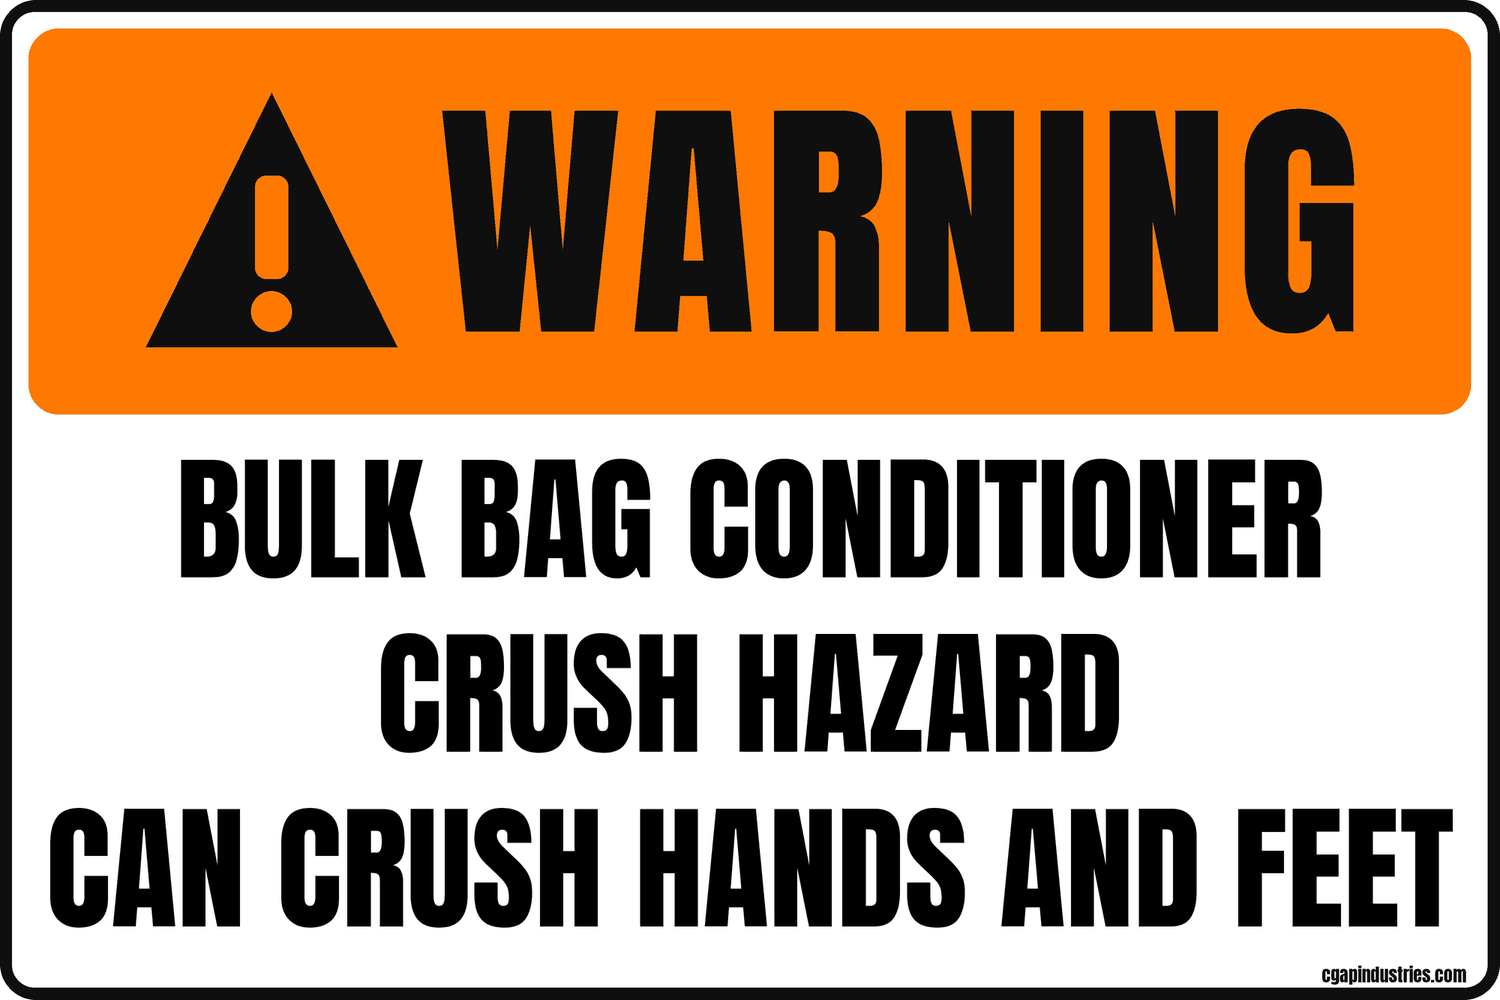 WARNING
BULK BAG CONDITIONER
CRUSH HAZARD
CAN CRUSH HANDS AND FEET
cgapindustries.com